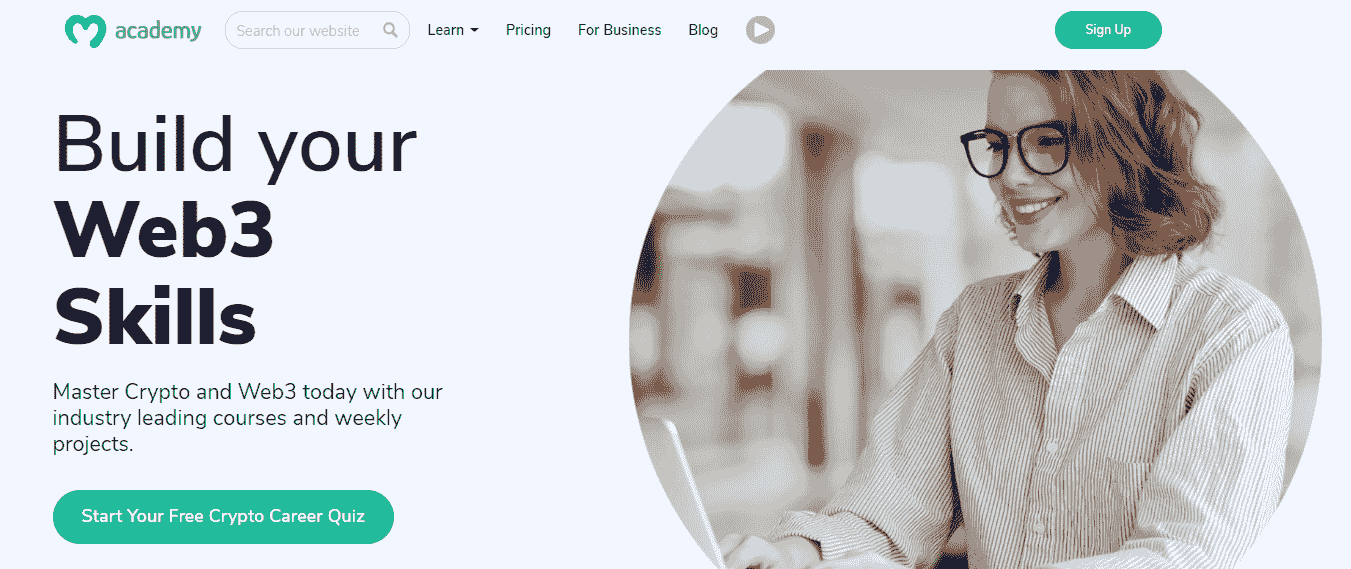 academy
Search our website
Learn
Pricing
For Business
Blog
Sign Up
Build your
Web3
Skills
Master Crypto and Web3 today with our
industry leading courses and weekly
projects.
Start Your Free Crypto Career Quiz